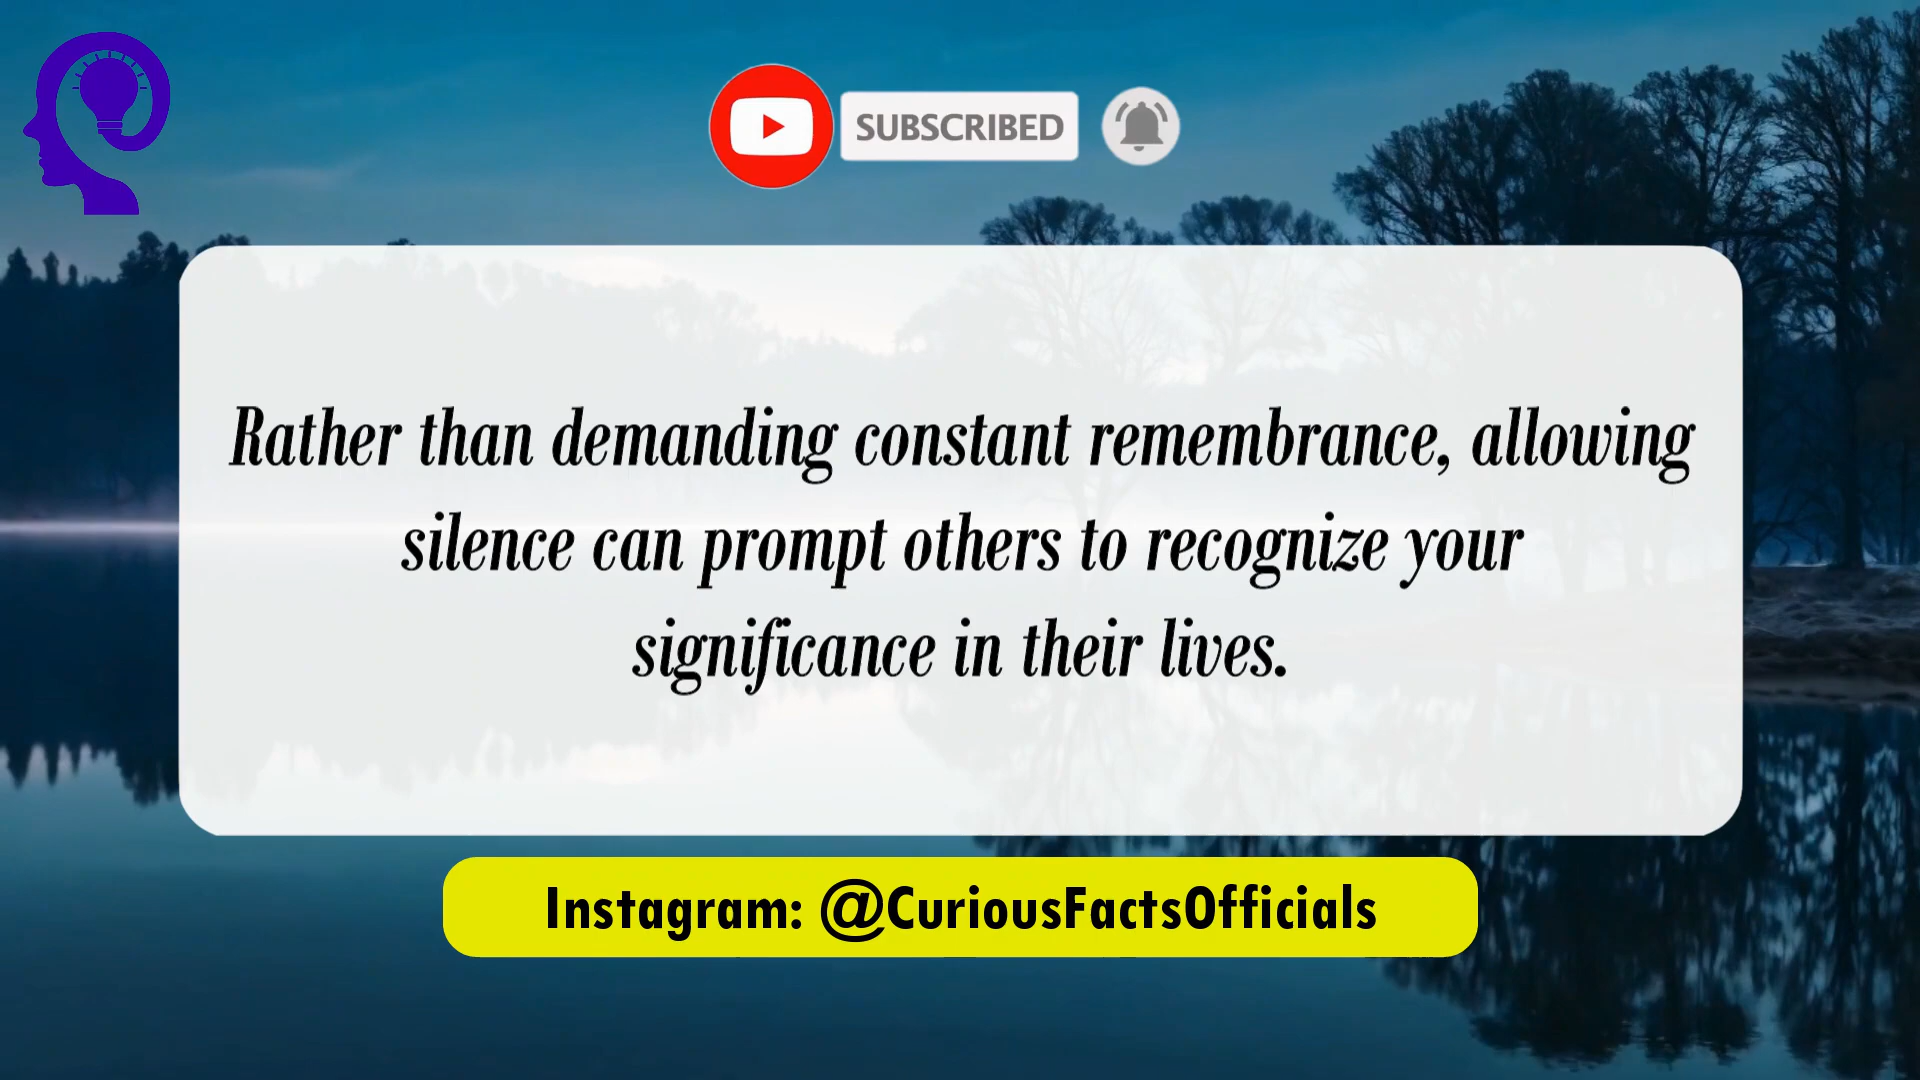 SUBSCRIBED
Rather than demanding constant remembrance, allowing
silence can prompt others to recognize your
significance in their lives.
Instagram: @CuriousFactsOfficials